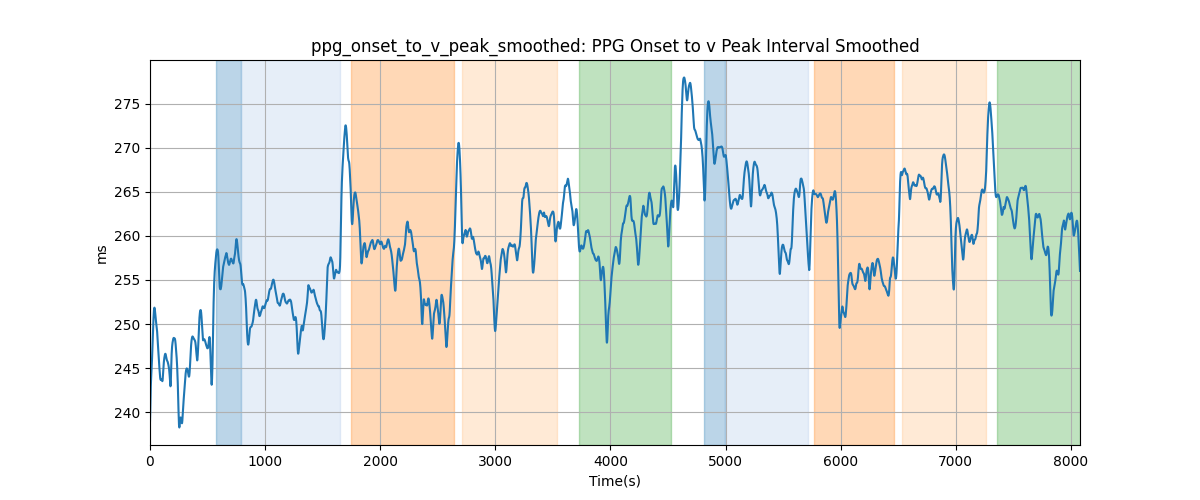 ppg_onset_to_v_peak_smoothed: PPG Onset to v Peak Interval Smoothed
275
270
265
260
255
250
245
240
ms
0 1000 2000 3000 4000 5000 6000 7000 8000
Time(s)